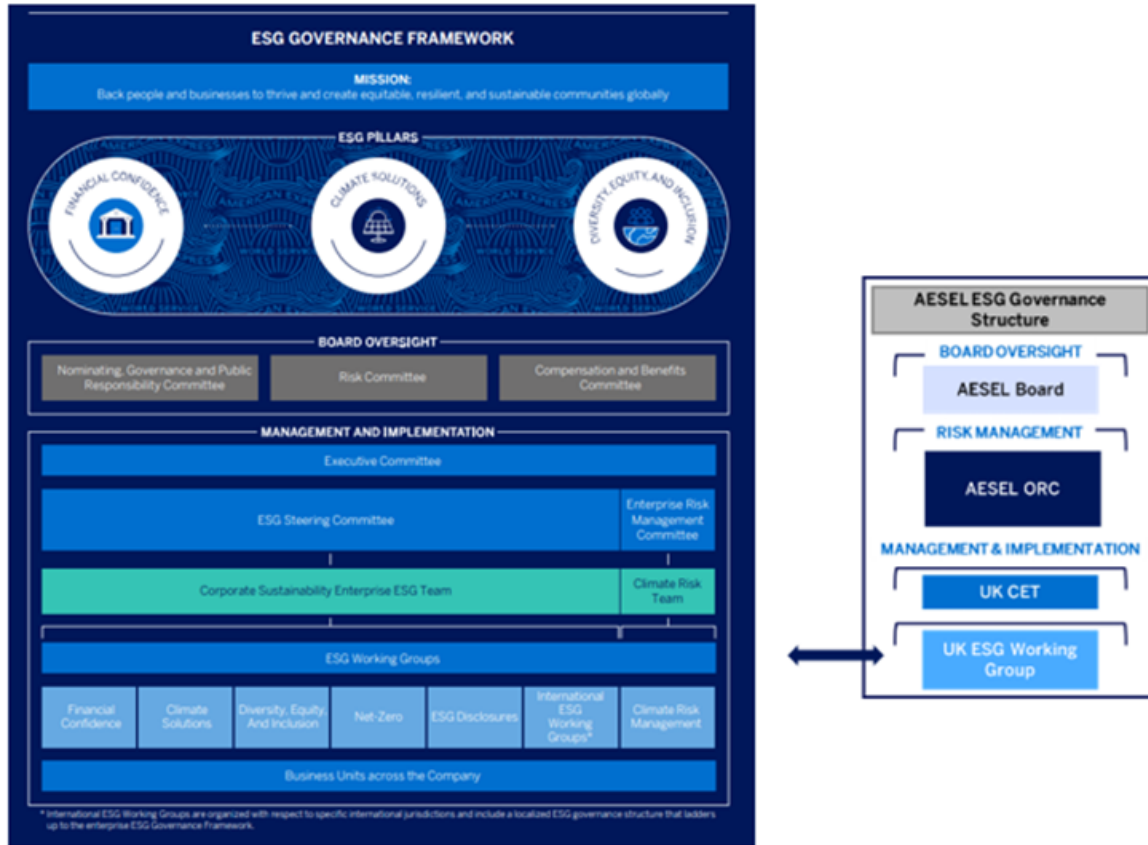 ESG GOVERNANCE FRAMEWORK
MISSION:
Back people and businesses to thrive and create equitable, resilient, and sustainable communities globally
ESG PILLARS
FINANCIAL CONFIDENCE
CLIMATE SOLUTIONS
DIVERSITY, EQUITY, AND INCLUSION
AMERICAN EXPRESS
WORLD SERVICE
BOARD OVERSIGHT
Nominating, Governance and Public
Responsibility Committee
Risk Committee
Compensation and Benefits
Committee
MANAGEMENT AND IMPLEMENTATION
Executive Committee
ESG Steering Committee
Enterprise Risk
Management
Committee
Corporate Sustainability Enterprise ESG Team
Climate Risk
Team
ESG Working Groups
Financial
Confidence
Climate
Solutions
Diversity, Equity,
And Inclusion
Net-Zero
ESG Disclosures
International
ESG
Working
Groups*
Climate Risk
Management
Business Units across the Company
* International ESG Working Groups are organized with respect to specific international jurisdictions and include a localized ESG governance structure that ladders
up to the enterprise ESG Governance Framework.
AESEL ESG Governance
Structure
BOARD OVERSIGHT
AESEL Board
RISK MANAGEMENT
AESEL ORC
MANAGEMENT & IMPLEMENTATION
UK CET
UK ESG Working
Group